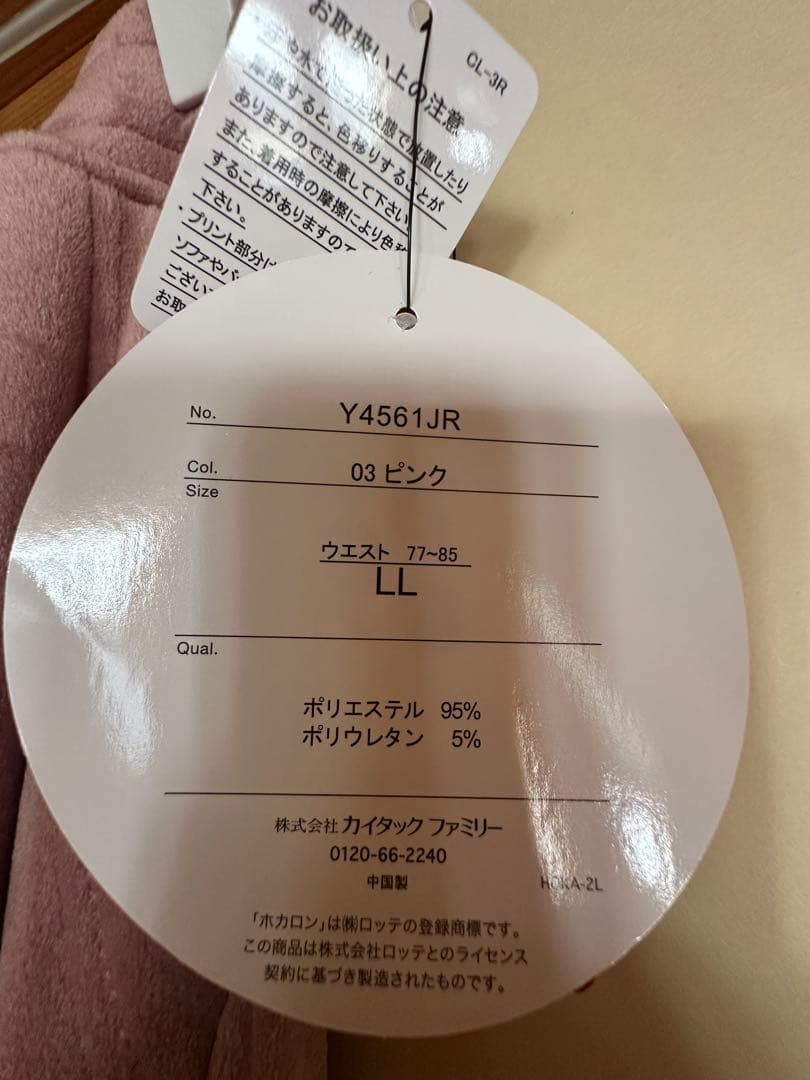 お取扱い上の注意
CL-3R
摩擦すると、色移りすることが
ありますので注意して下さい
また、着用時の摩擦により色
することがありますので
下さい。
・プリント部分
ソファや
お取
No. Y4561JR
Col. 03 ピンク
Size
ウエスト 77~85
LL
Qual.
ポリエステル 95%
ポリウレタン 5%
株式会社 カイタック ファミリー
0120-66-2240
中国製
HOKA-2L
「ホカロン」は㈱ロッテの登録商標です。
この商品は株式会社ロッテとのライセンス
契約に基づき製造されたものです。